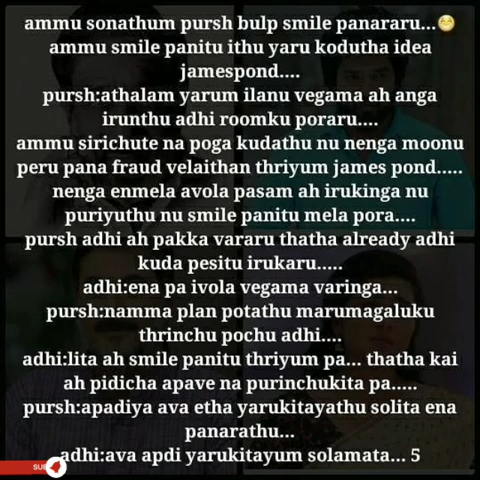 ammu sonathum pursh bulp smile panararu...😁
ammu smile panitu ithu yaru kodutha idea
jamespond....
pursh:athalam yarum ilanu vegama ah anga
irunthu adhi roomku poraru....
ammu sirichute na poga kudathu nu nenga moonu
peru pana fraud velaithan thriyum james pond.....
nenga enmela avola pasam ah irukinga nu
puriyuthu nu smile panitu mela pora....
pursh adhi ah pakka vararu thatha already adhi
kuda pesitu irukaru.....
adhi:ena pa ivola vegama varinga...
pursh:namma plan potathu marumagaluku
thrinchu pochu adhi....
adhi:lita ah smile panitu thriyum pa... thatha kai
ah pidicha apave na purinchukita pa.....
pursh:apadiya ava etha yarukitayathu solita ena
panarathu...
adhi:ava apdi yarukitayum solamata... 5